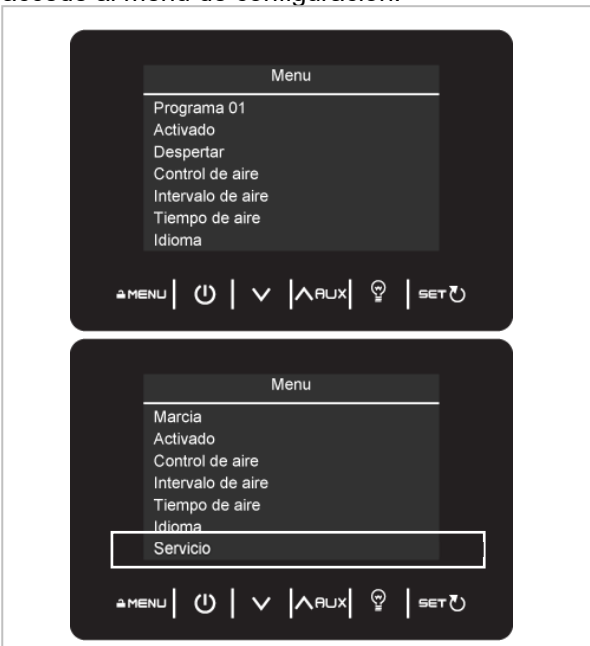 accede al menú de configuración.
Menu
Programa 01
Activado
Despertar
Control de aire
Intervalo de aire
Tiempo de aire
Idioma
MENU AUX SET
Menu
Marcia
Activado
Control de aire
Intervalo de aire
Tiempo de aire
Idioma
Servicio
MENU AUX SET